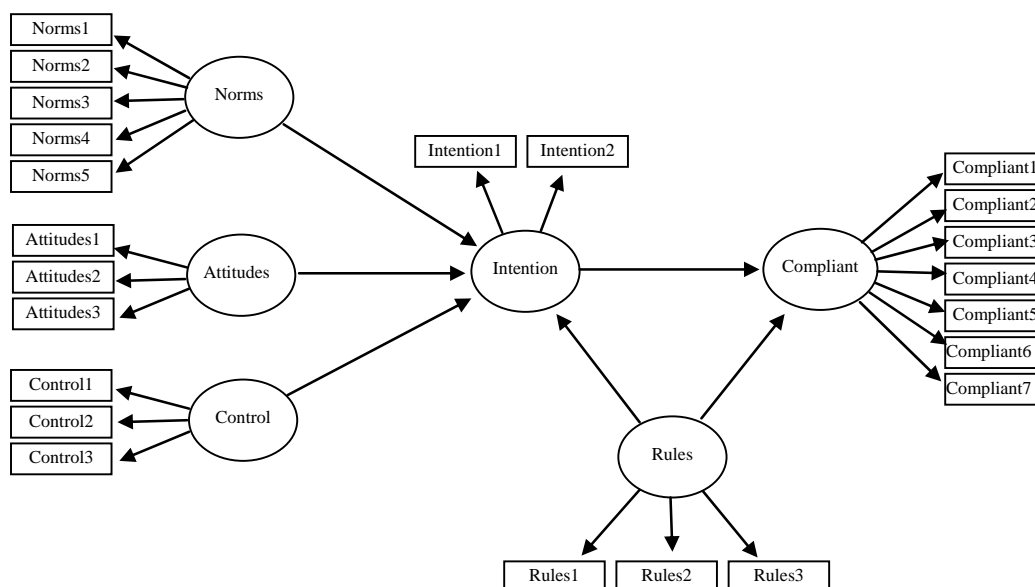 Norms1
Norms2
Norms3
Norms4
Norms5
Norms
Intention1
Intention2
Attitudes1
Attitudes2
Attitudes3
Attitudes
Intention
Compliant
Compliant1
Compliant2
Compliant3
Compliant4
Compliant5
Compliant6
Compliant7
Control1
Control2
Control3
Control
Rules
Rules1
Rules2
Rules3